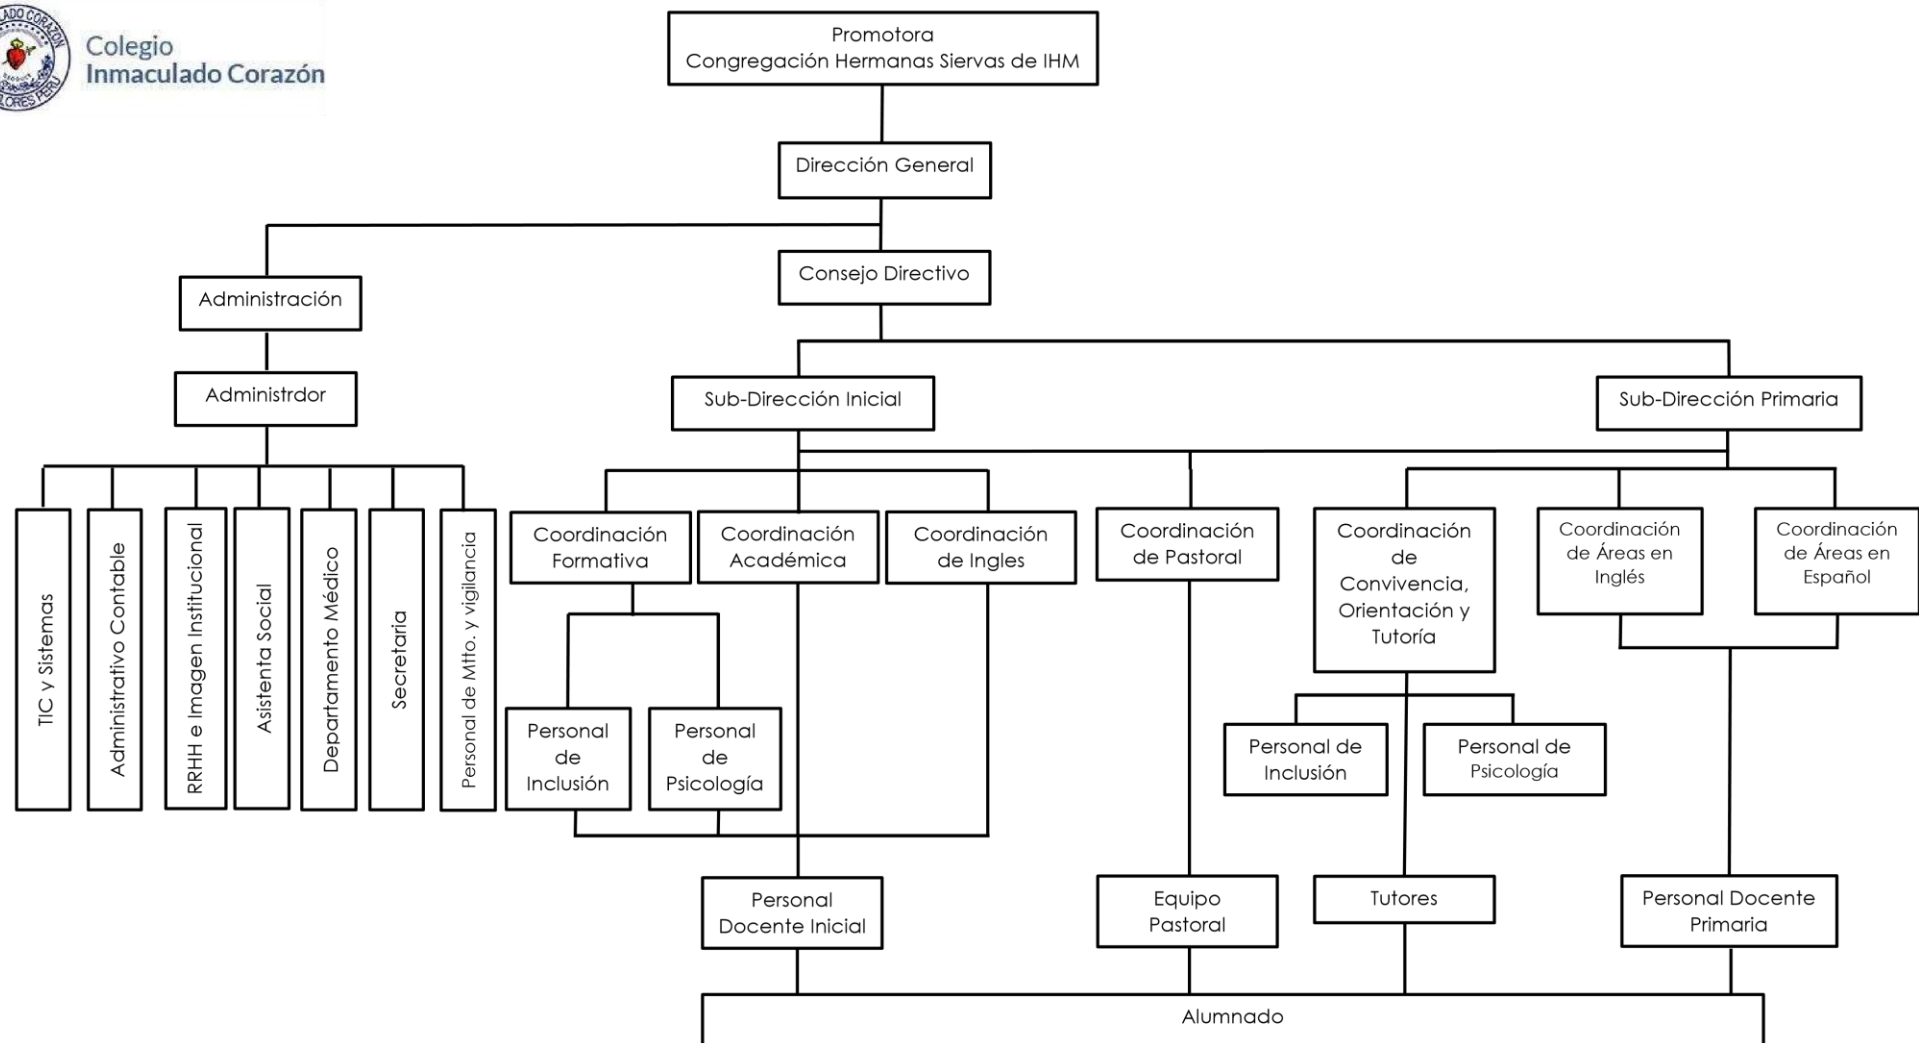 Colegio
Inmaculado Corazón
Promotora
Congregación Hermanas Siervas de IHM
Dirección General
Consejo Directivo
Administración
Administrdor
Sub-Dirección Inicial
Sub-Dirección Primaria
TIC y Sistemas
Administrativo Contable
RRHH e Imagen Institucional
Asistenta Social
Departamento Médico
Secretaria
Personal de Mtto. y vigilancia
Coordinación
Formativa
Coordinación
Académica
Coordinación
de Ingles
Coordinación
de Pastoral
Coordinación
de
Convivencia,
Orientación y
Tutoría
Coordinación
de Áreas en
Inglés
Coordinación
de Áreas en
Español
Personal
de
Inclusión
Personal
de
Psicología
Personal de
Inclusión
Personal de
Psicología
Personal
Docente Inicial
Equipo
Pastoral
Tutores
Personal Docente
Primaria
Alumnado